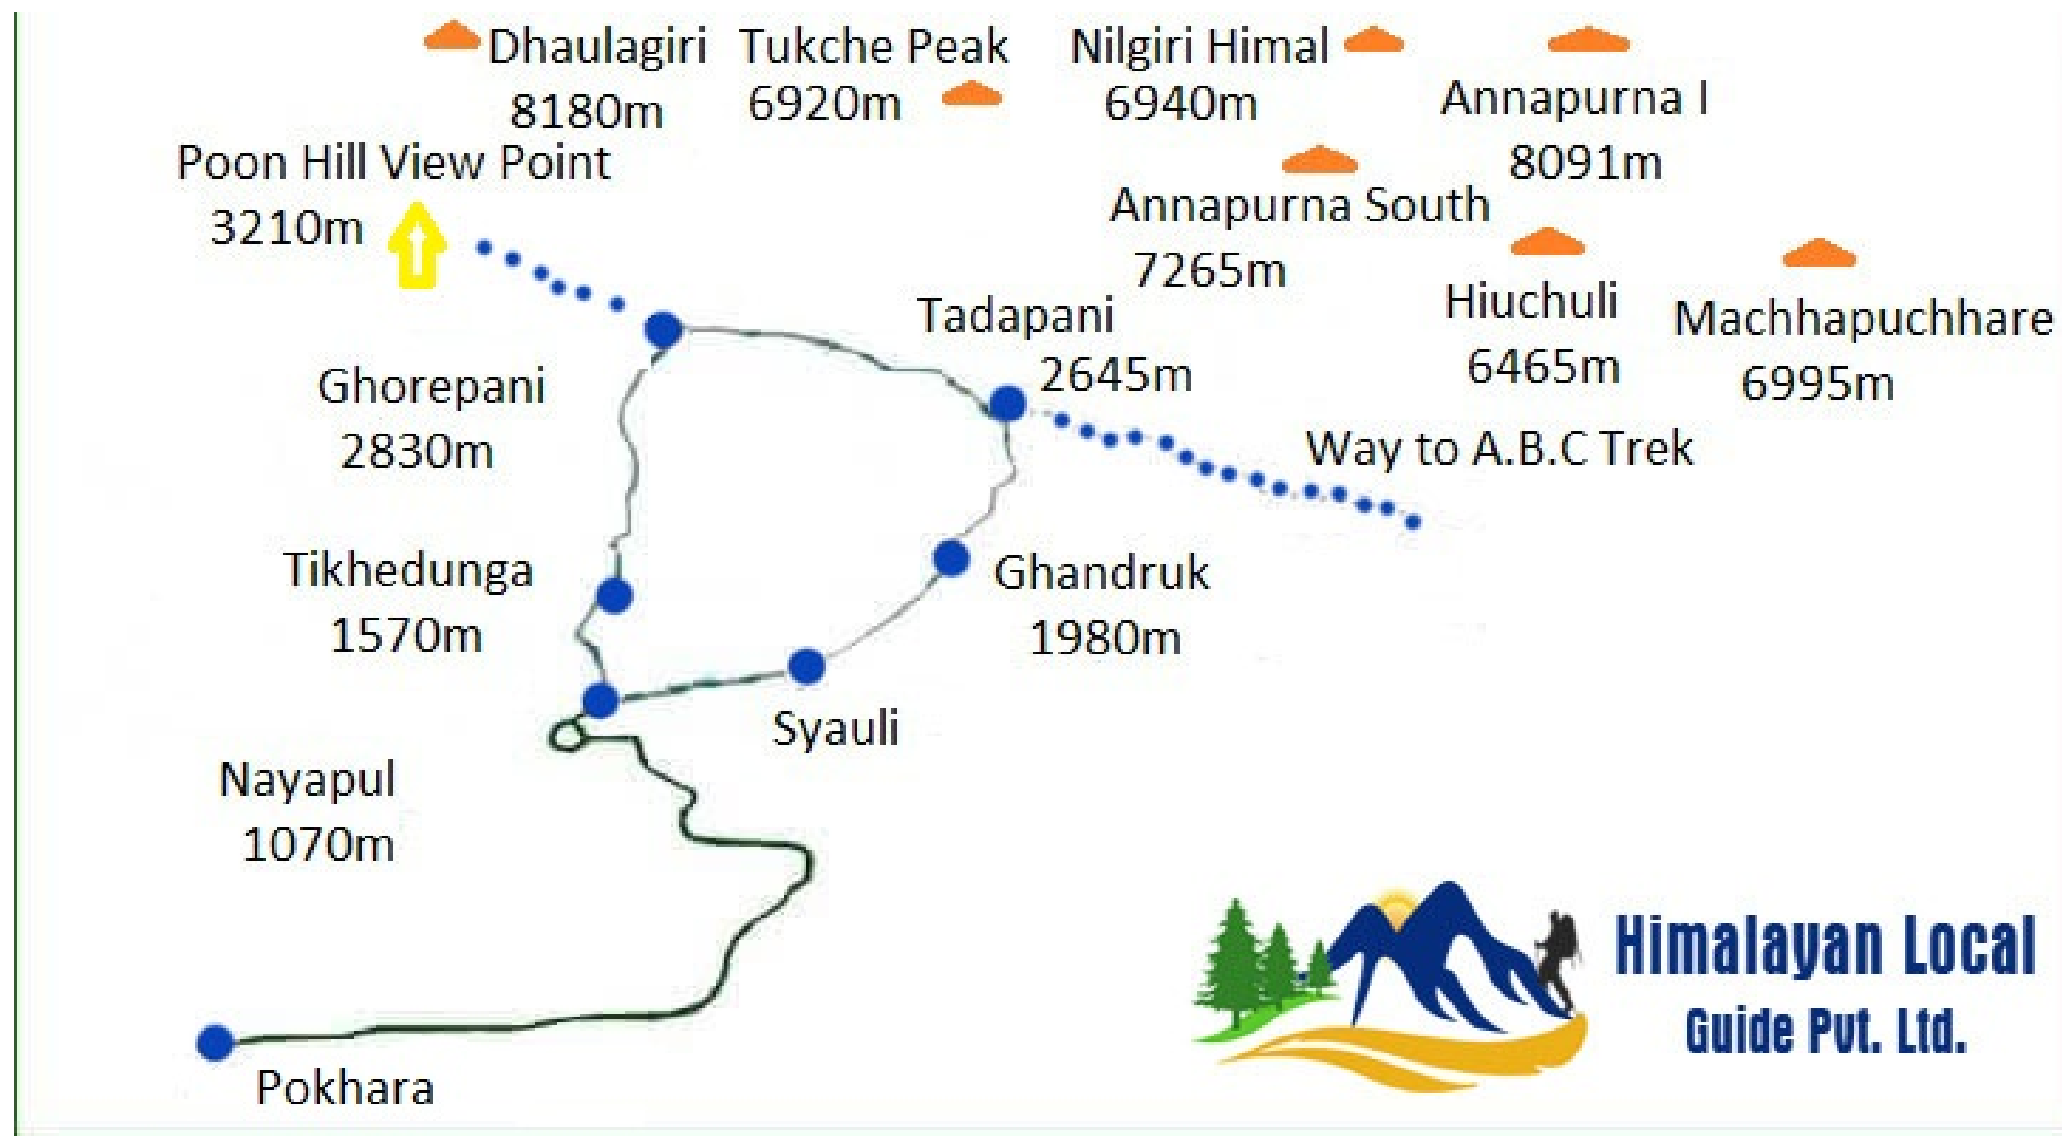 Dhaulagiri
8180m
Tukche Peak
6920m
Nilgiri Himal
6940m
Annapurna I
8091m
Poon Hill View Point
3210m
Annapurna South
7265m
Hiuchuli
6465m
Machhapuchhare
6995m
Tadapani
2645m
Ghorepani
2830m
Way to A.B.C Trek
Tikhedunga
1570m
Ghandruk
1980m
Syauli
Nayapul
1070m
Pokhara
Himalayan Local
Guide Pvt. Ltd.